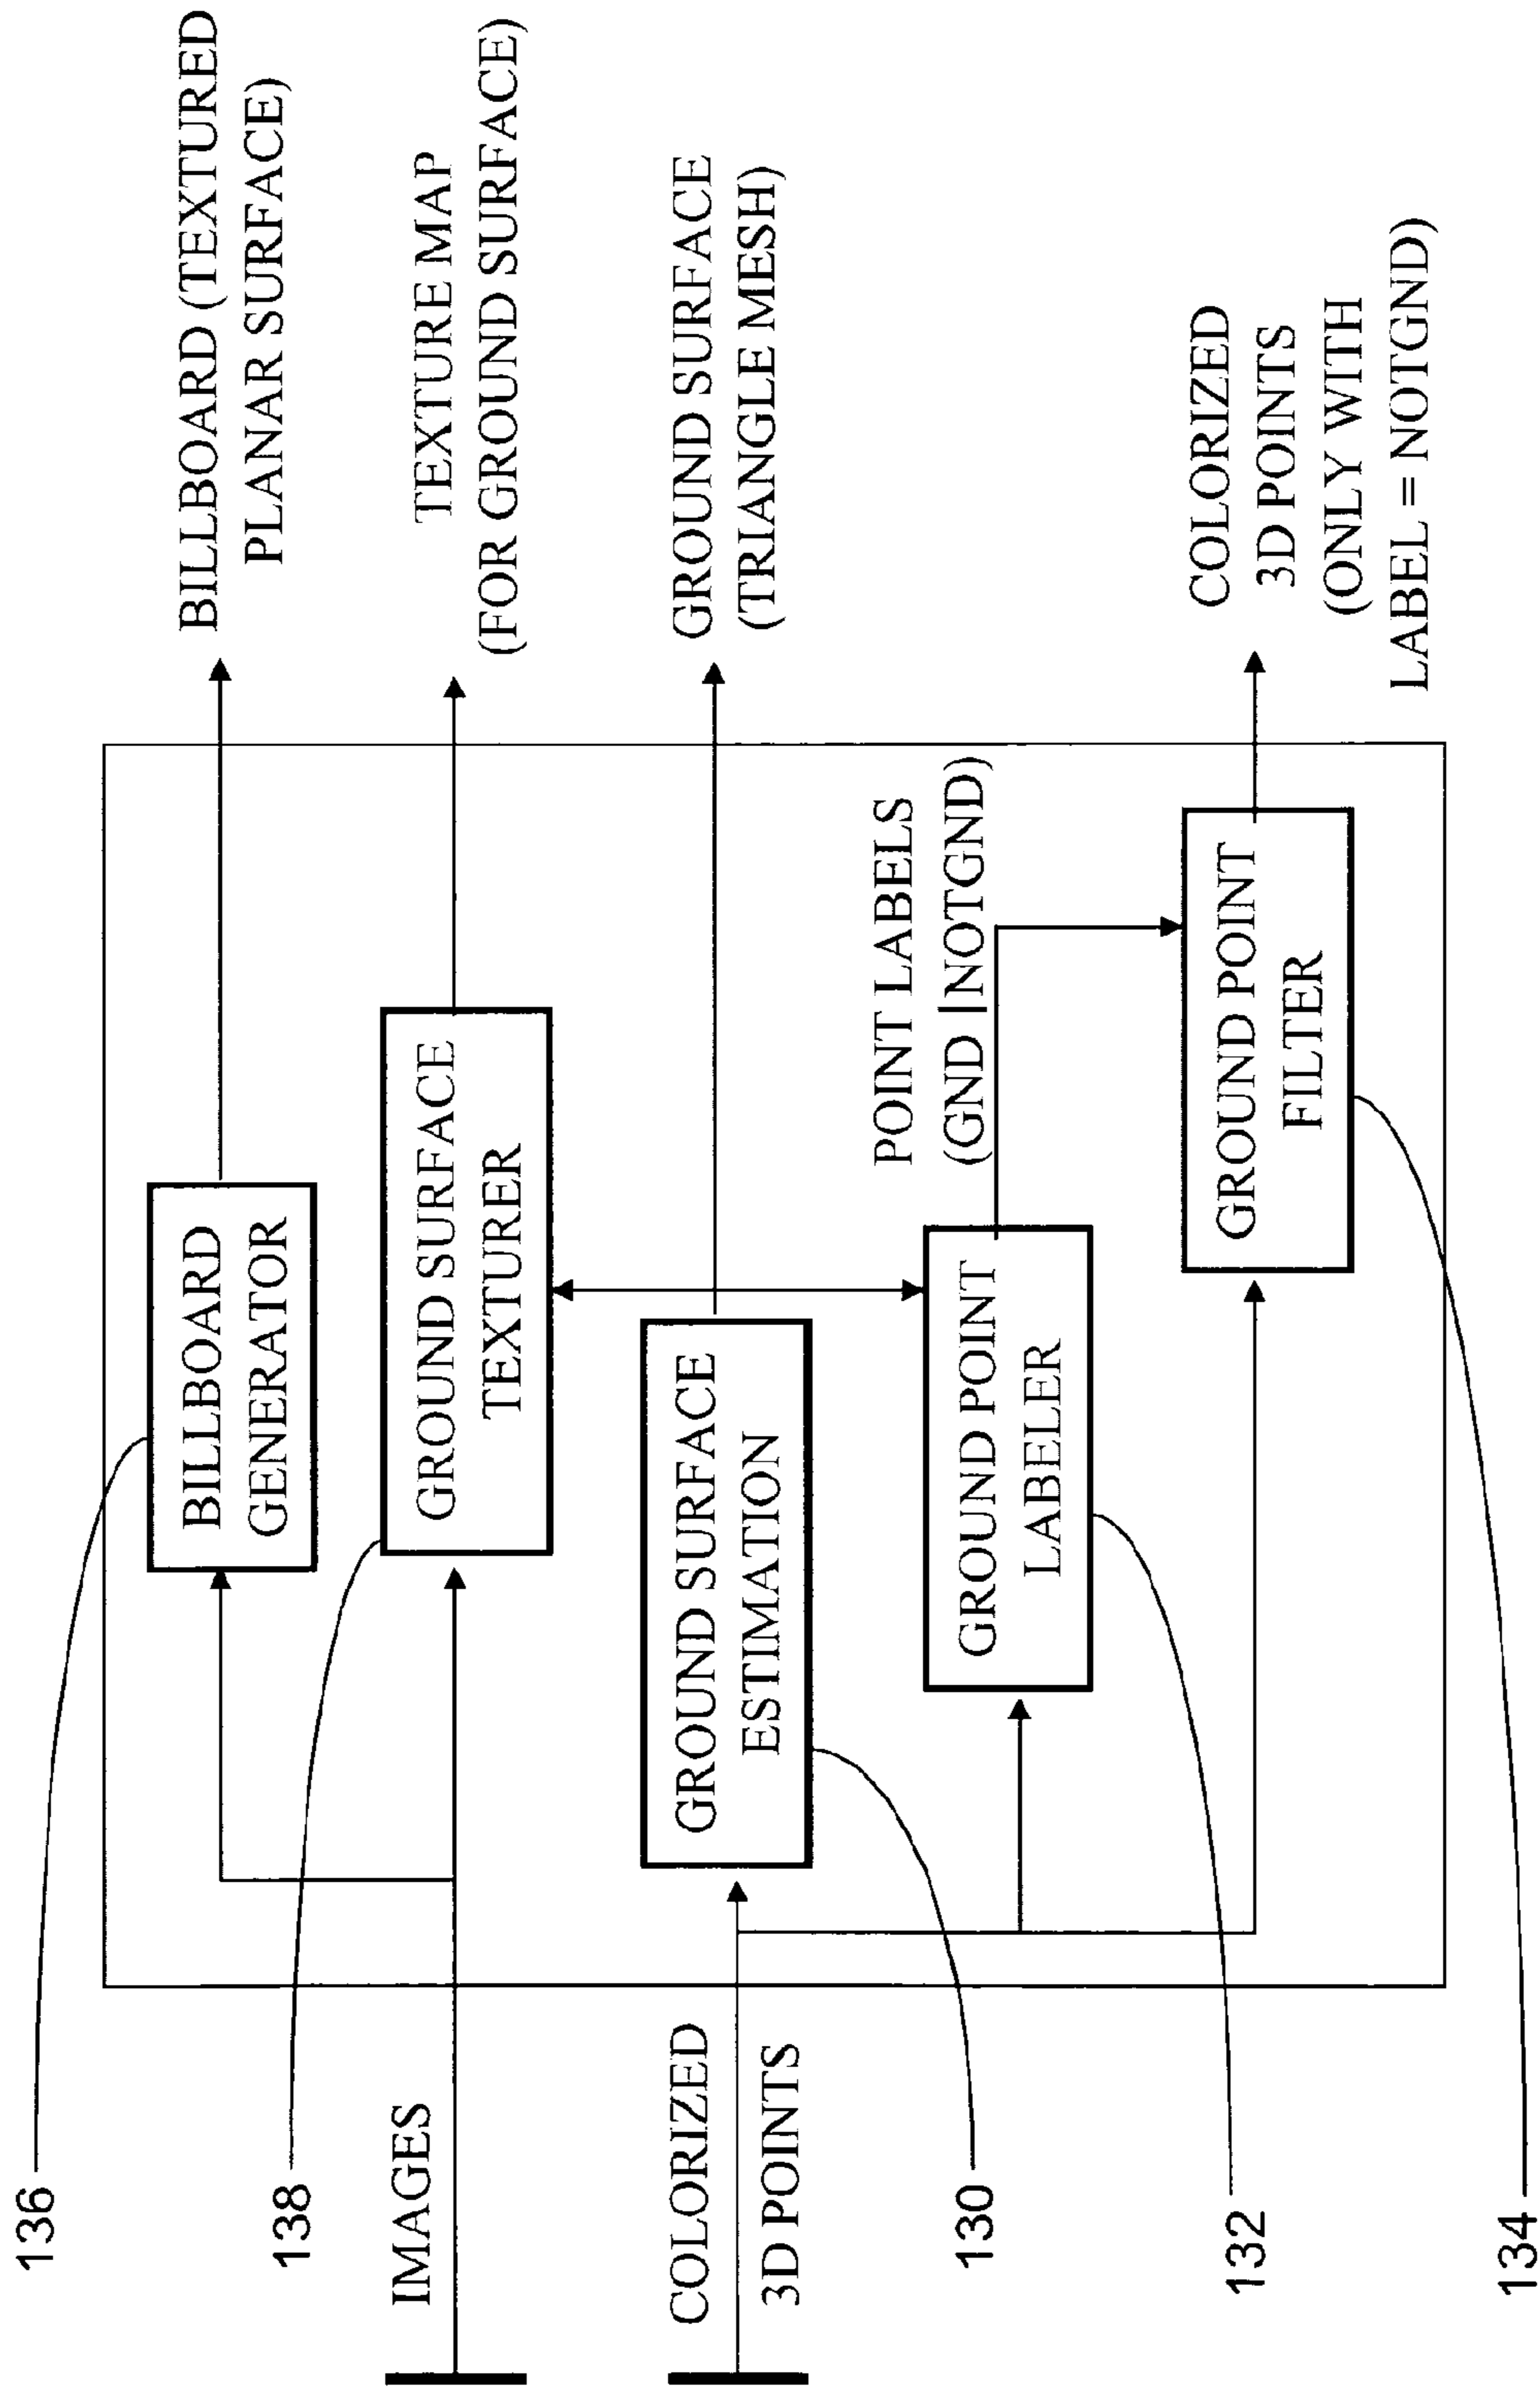 136
138
IMAGES
COLORIZED
3D POINTS
130
132
134
BILLBOARD
GENERATOR
GROUND SURFACE
TEXTURER
GROUND SURFACE
ESTIMATION
GROUND POINT
LABELER
POINT LABELS
(GND |NOTGND)
GROUND POINT
FILTER
BILLBOARD (TEXTURED
PLANAR SURFACE)
TEXTURE MAP
(FOR GROUND SURFACE)
GROUND SURFACE
(TRIANGLE MESH)
COLORIZED
3D POINTS
(ONLY WITH
LABEL = NOTGND)